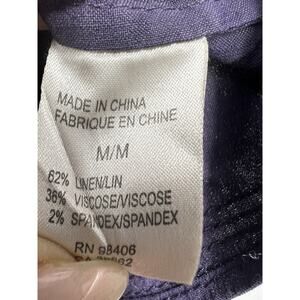 MADE IN CHINA
FABRIQUE EN CHINE
M/M
62% LINEN/LIN
36% VISCOSE/VISCOSE
2% SPANDEX/SPANDEX
RN 98406